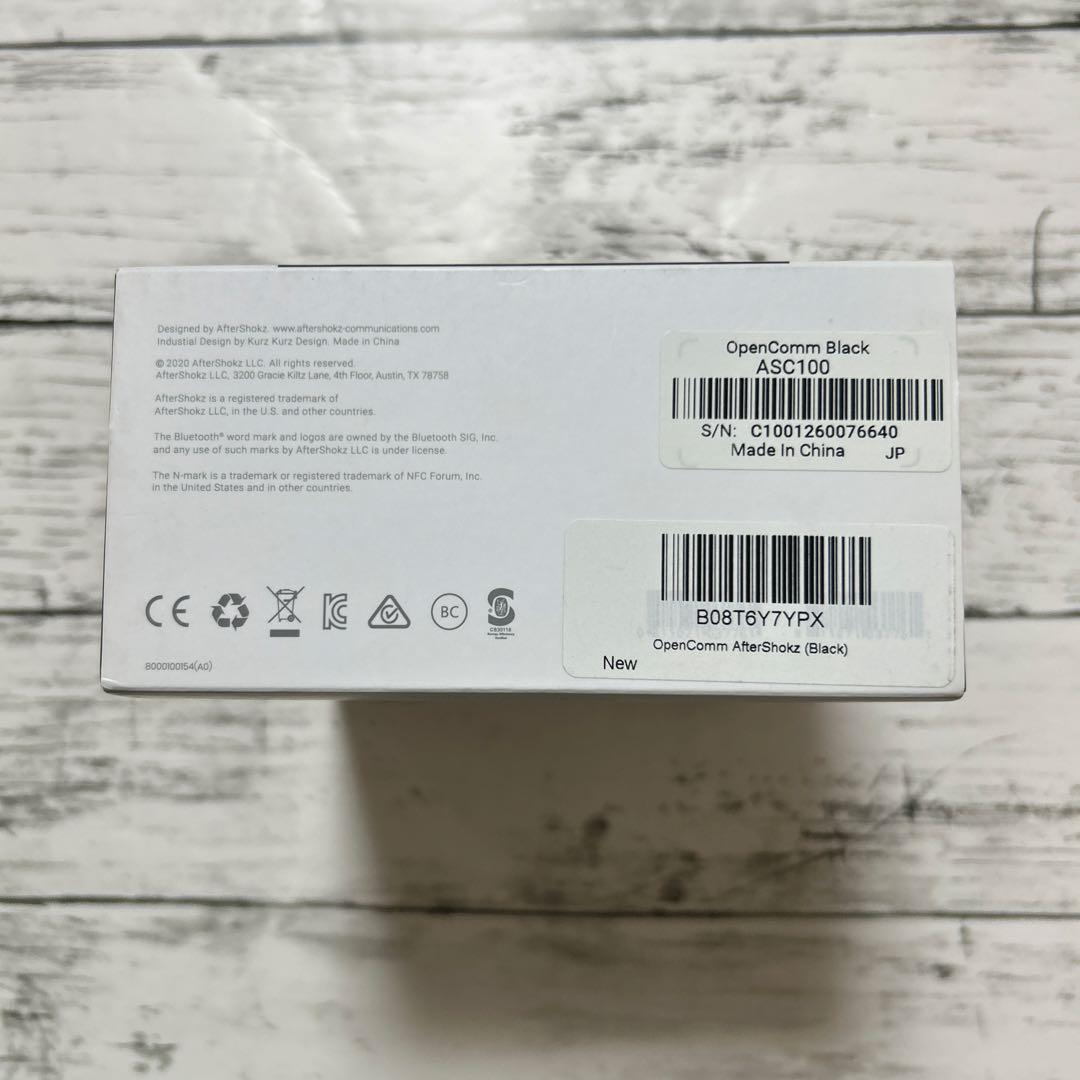 Designed by AfterShokz. www.aftershokz-communications.com
Industial Design by Kurz Kurz Design. Made in China
© 2020 AfterShokz LLC. All rights reserved.
AfterShokz LLC, 3200 Gracie Kiltz Lane, 4th Floor, Austin, TX 78758
AfterShokz is a registered trademark of
AfterShokz LLC, in the U.S. and other countries.
The Bluetooth® word mark and logos are owned by the Bluetooth SIG, Inc.
and any use of such marks by AfterShokz LLC is under license.
The N-mark is a trademark or registered trademark of NFC Forum, Inc.
in the United States and in other countries.
CE
BC
8000100154(A0)
OpenComm Black
ASC100
S/N: C1001260076640
Made In China JP
B08T6Y7YPX
OpenComm AfterShokz (Black)
New